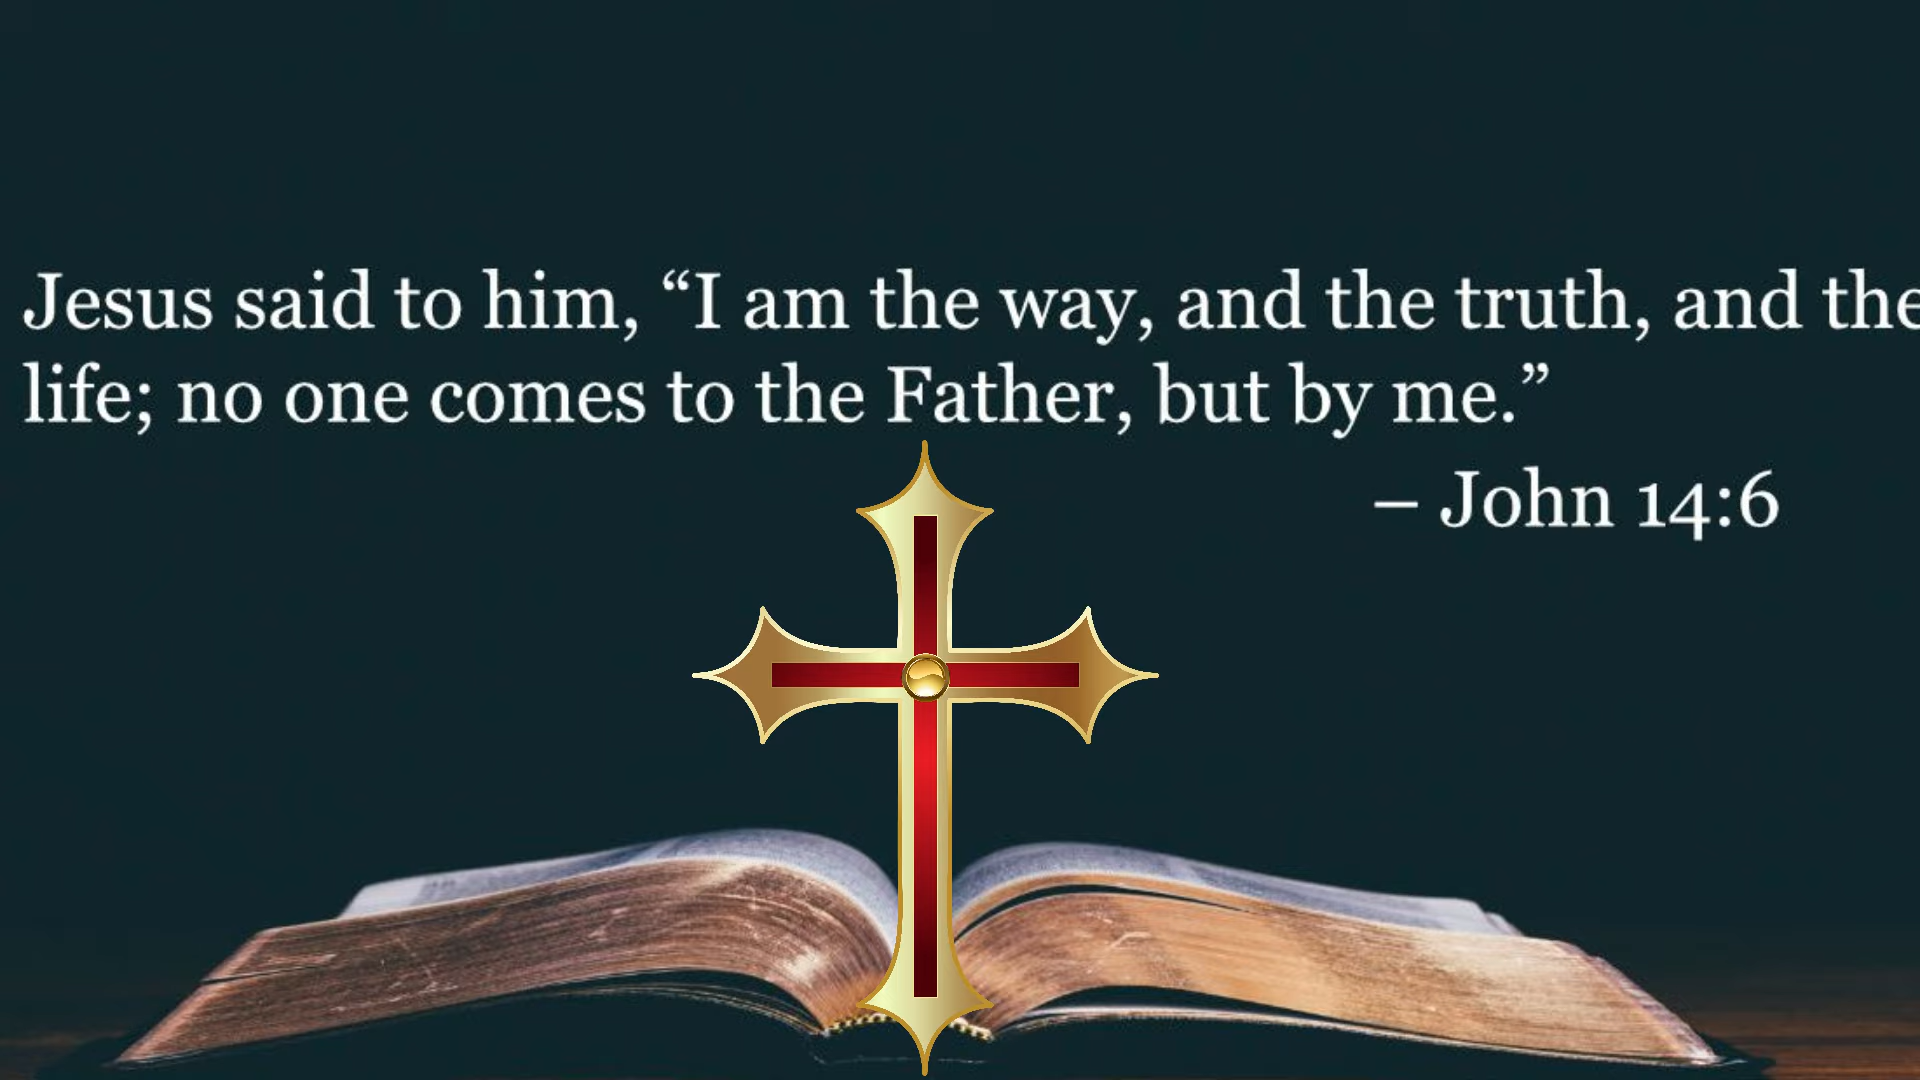 Jesus said to him, “I am the way, and the truth, and the
life; no one comes to the Father, but by me.”
– John 14:6